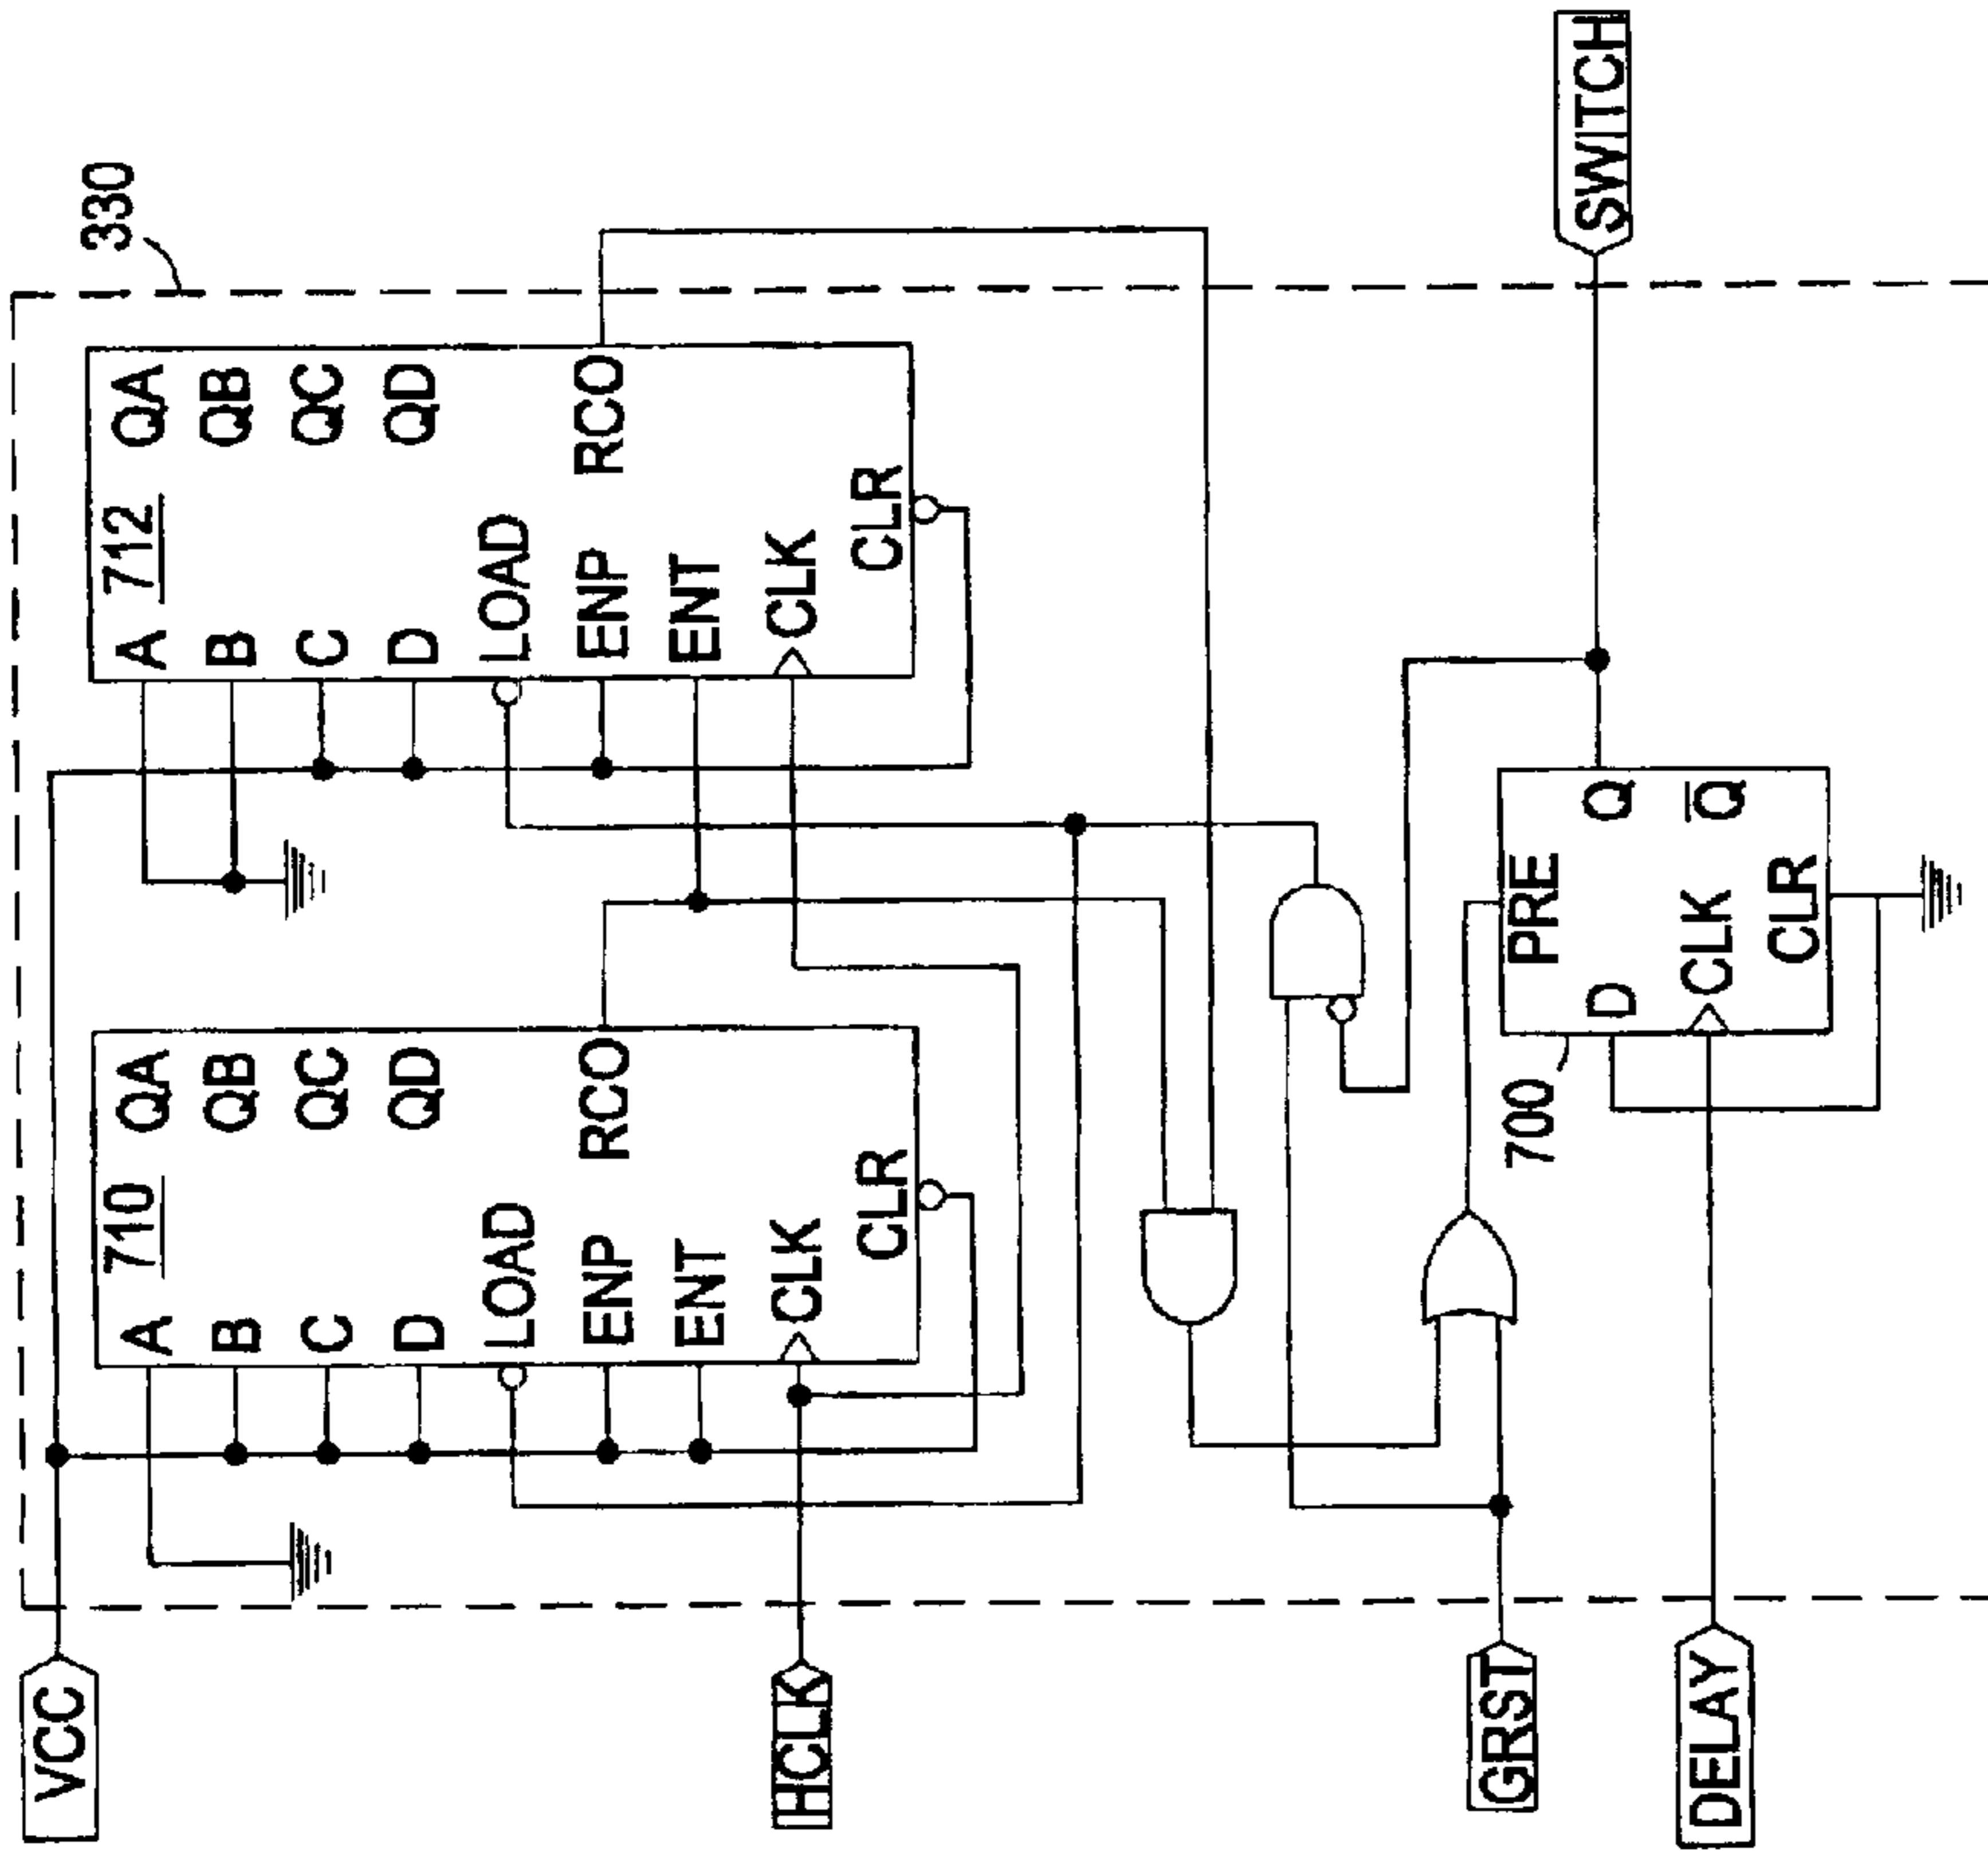 VCC
330
A 710 QA
B QB
C QC
D QD
LOAD
ENP RCO
ENT
CLK
CLR
A 712 QA
B QB
C QC
D QD
LOAD
ENP RCO
ENT
CLK
CLR
HCLK
GRST
700
PRE
D Q
CLK Q̅
CLR
SWITCH
DELAY